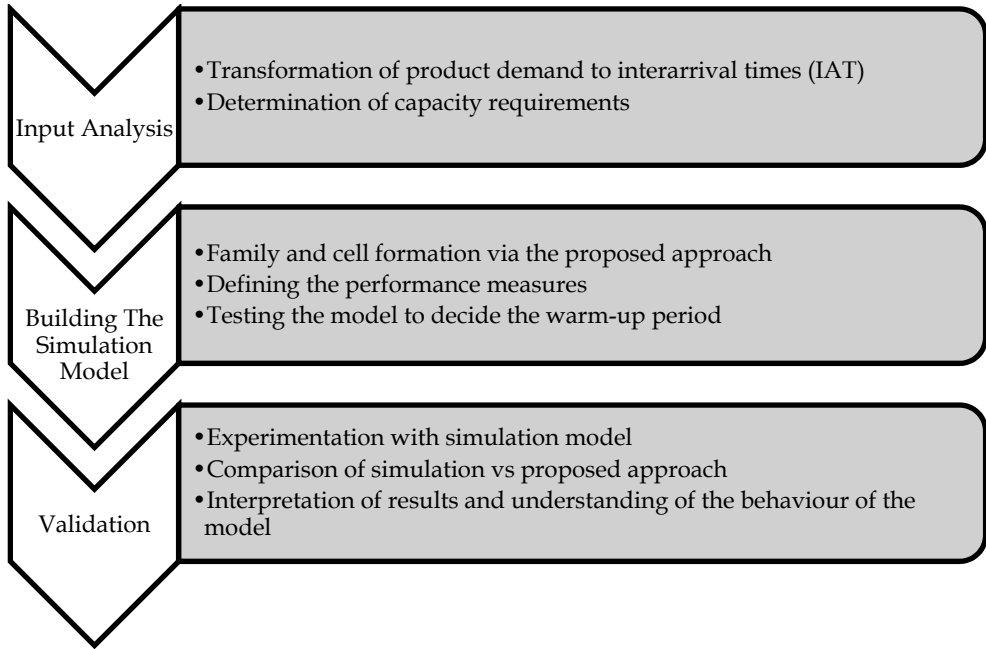 Input Analysis
•Transformation of product demand to interarrival times (IAT)
•Determination of capacity requirements
Building The
Simulation
Model
•Family and cell formation via the proposed approach
•Defining the performance measures
•Testing the model to decide the warm-up period
Validation
•Experimentation with simulation model
•Comparison of simulation vs proposed approach
•Interpretation of results and understanding of the behaviour of the
model